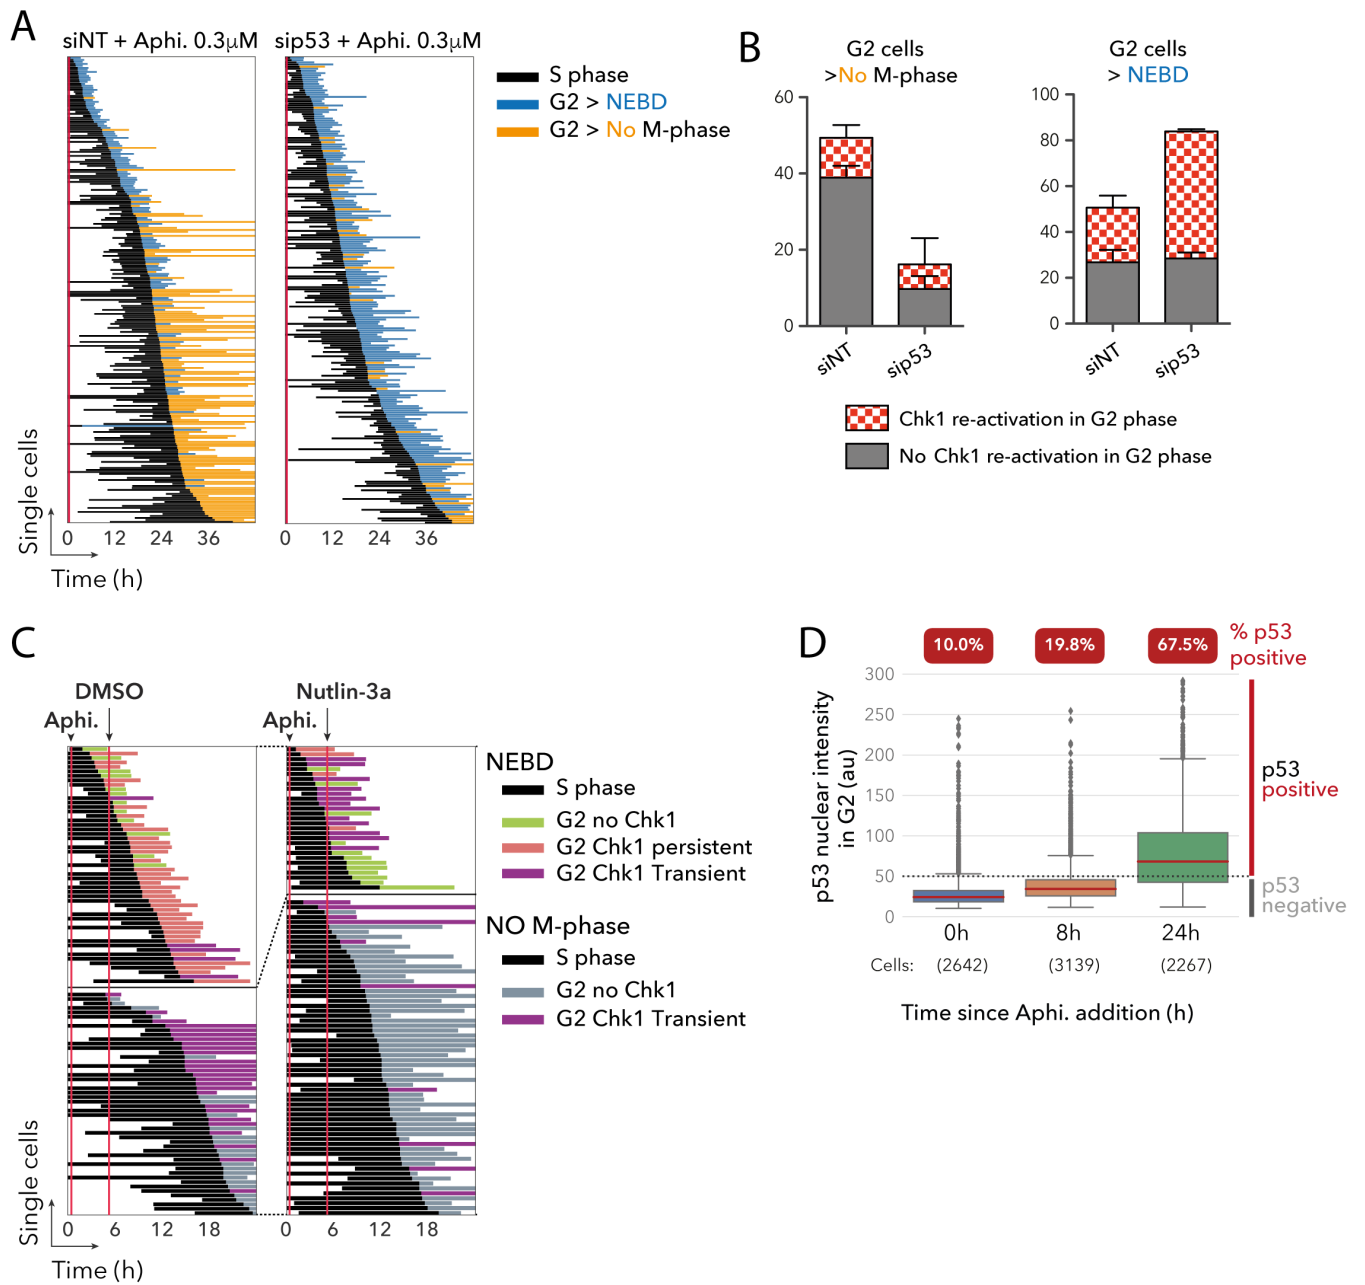 A
siNT + Aphi. 0.3µM
sip53 + Aphi. 0.3µM
S phase
G2 > NEBD
G2 > No M-phase
Single cells
0 12 24 36
0 12 24 36
Time (h)
B
G2 cells
>No M-phase
60
40
20
0
siNT
sip53
G2 cells
> NEBD
100
80
60
40
20
0
siNT
sip53
Chk1 re-activation in G2 phase
No Chk1 re-activation in G2 phase
C
DMSO
Aphi.
Nutlin-3a
Aphi.
NEBD
S phase
G2 no Chk1
G2 Chk1 persistent
G2 Chk1 Transient
NO M-phase
S phase
G2 no Chk1
G2 Chk1 Transient
Single cells
0 6 12 18
0 6 12 18
Time (h)
D
10.0%
19.8%
67.5%
% p53
positive
p53 nuclear intensity
in G2 (au)
300
250
200
150
100
50
0
p53
positive
p53
negative
0h
8h
24h
Cells: (2642) (3139) (2267)
Time since Aphi. addition (h)